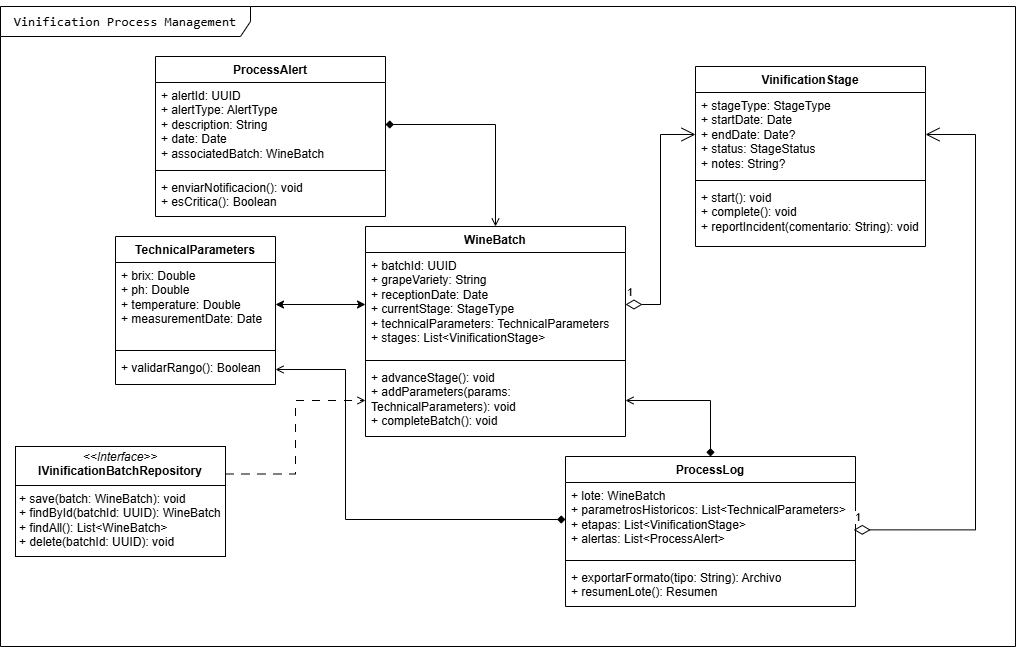 Vinification Process Management
ProcessAlert
+ alertId: UUID
+ alertType: AlertType
+ description: String
+ date: Date
+ associatedBatch: WineBatch
+ enviarNotificacion(): void
+ esCritica(): Boolean
VinificationStage
+ stageType: StageType
+ startDate: Date
+ endDate: Date?
+ status: StageStatus
+ notes: String?
+ start(): void
+ complete(): void
+ reportIncident(comentario: String): void
TechnicalParameters
+ brix: Double
+ ph: Double
+ temperature: Double
+ measurementDate: Date
+ validarRango(): Boolean
WineBatch
+ batchId: UUID
+ grapeVariety: String
+ receptionDate: Date
+ currentStage: StageType
+ technicalParameters: TechnicalParameters
+ stages: List<VinificationStage>
+ advanceStage(): void
+ addParameters(params:
TechnicalParameters): void
+ completeBatch(): void
1
<<Interface>>
IVinificationBatchRepository
+ save(batch: WineBatch): void
+ findById(batchId: UUID): WineBatch
+ findAll(): List<WineBatch>
+ delete(batchId: UUID): void
ProcessLog
+ lote: WineBatch
+ parametrosHistoricos: List<TechnicalParameters>
+ etapas: List<VinificationStage>
+ alertas: List<ProcessAlert>
+ exportarFormato(tipo: String): Archivo
+ resumenLote(): Resumen
1